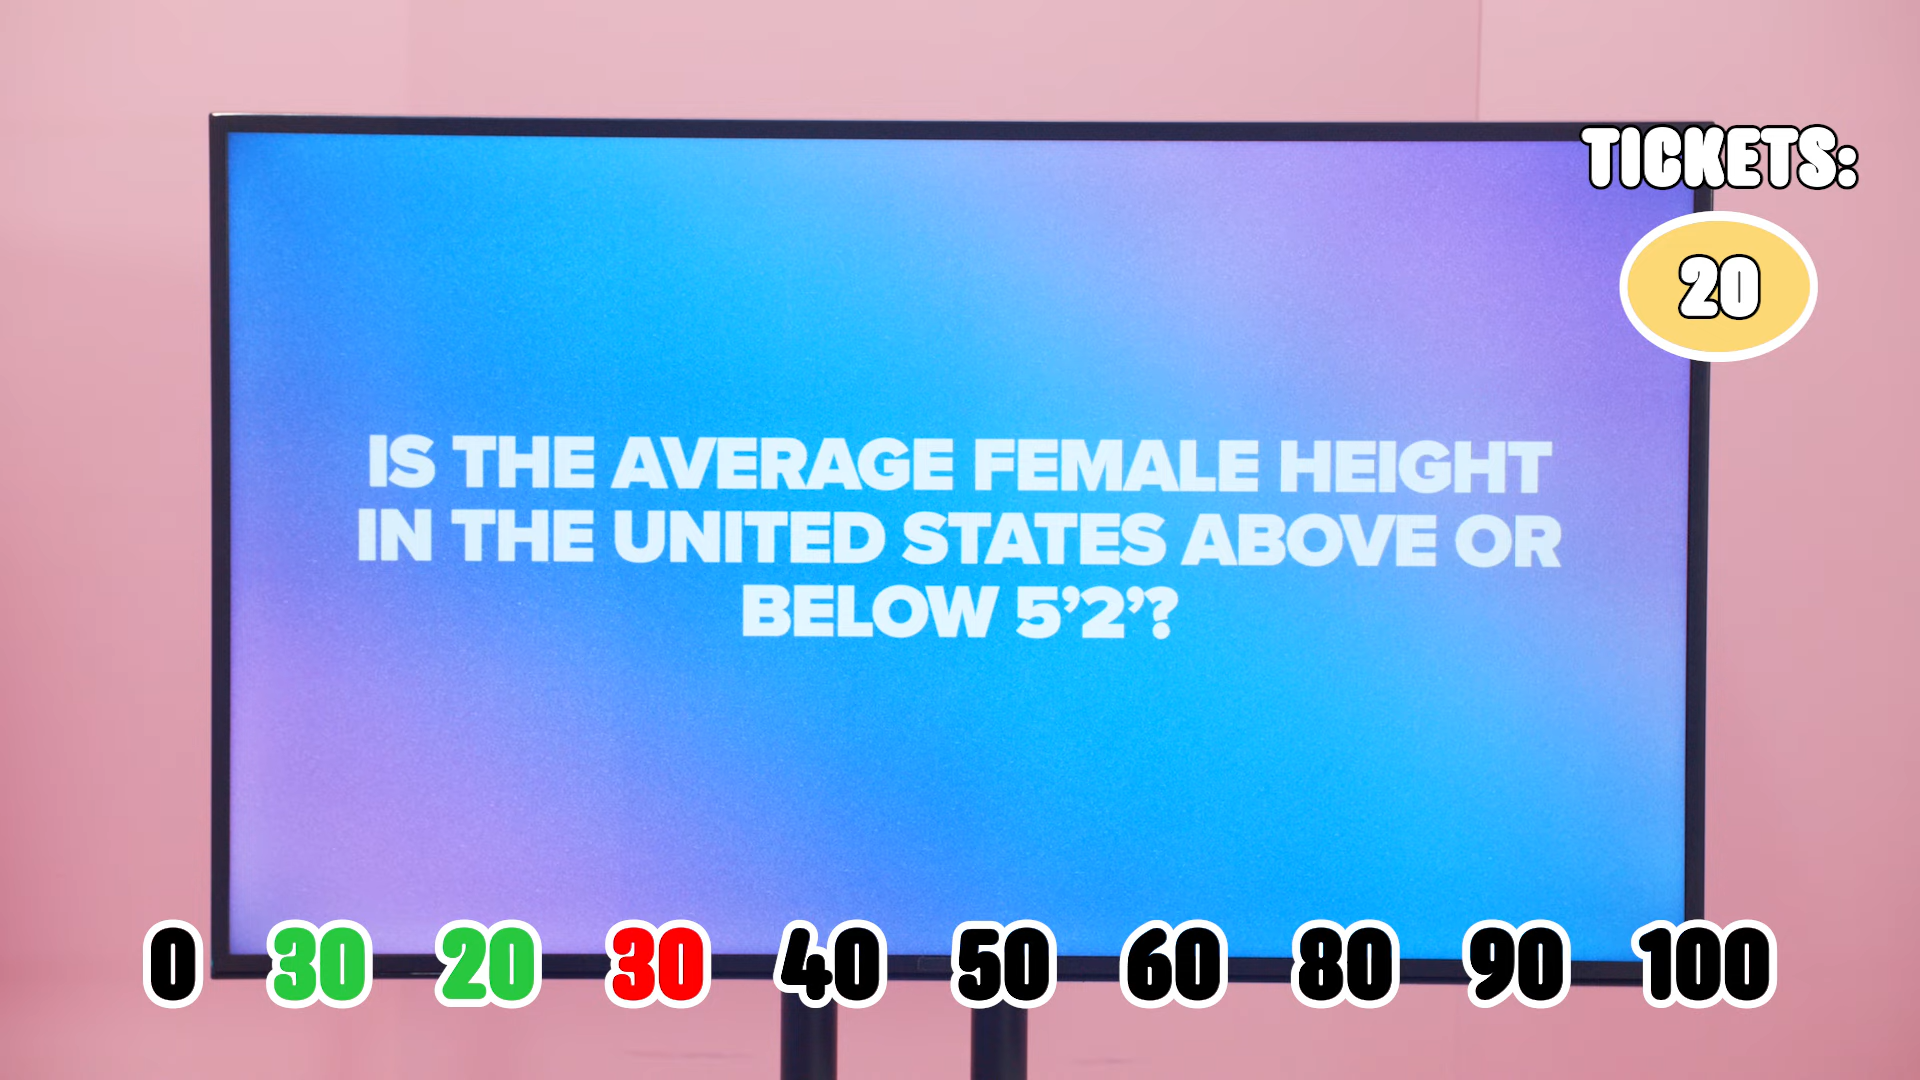 TICKETS:
20
IS THE AVERAGE FEMALE HEIGHT
IN THE UNITED STATES ABOVE OR
BELOW 5’2’?
0 30 20 30 40 50 60 80 90 100